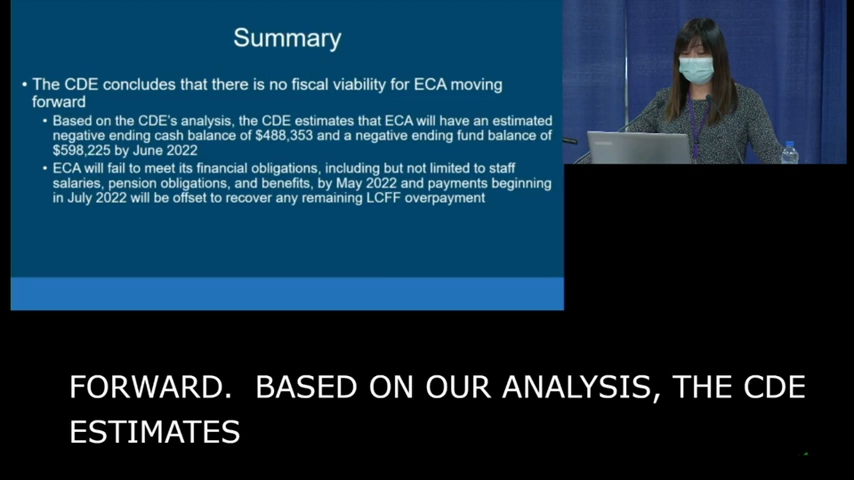 Summary
• The CDE concludes that there is no fiscal viability for ECA moving
forward
• Based on the CDE's analysis, the CDE estimates that ECA will have an estimated
negative ending cash balance of $488,353 and a negative ending fund balance of
$598,225 by June 2022
• ECA will fail to meet its financial obligations, including but not limited to staff
salaries, pension obligations, and benefits, by May 2022 and payments beginning
in July 2022 will be offset to recover any remaining LCFF overpayment
FORWARD.  BASED ON OUR ANALYSIS, THE CDE
ESTIMATES